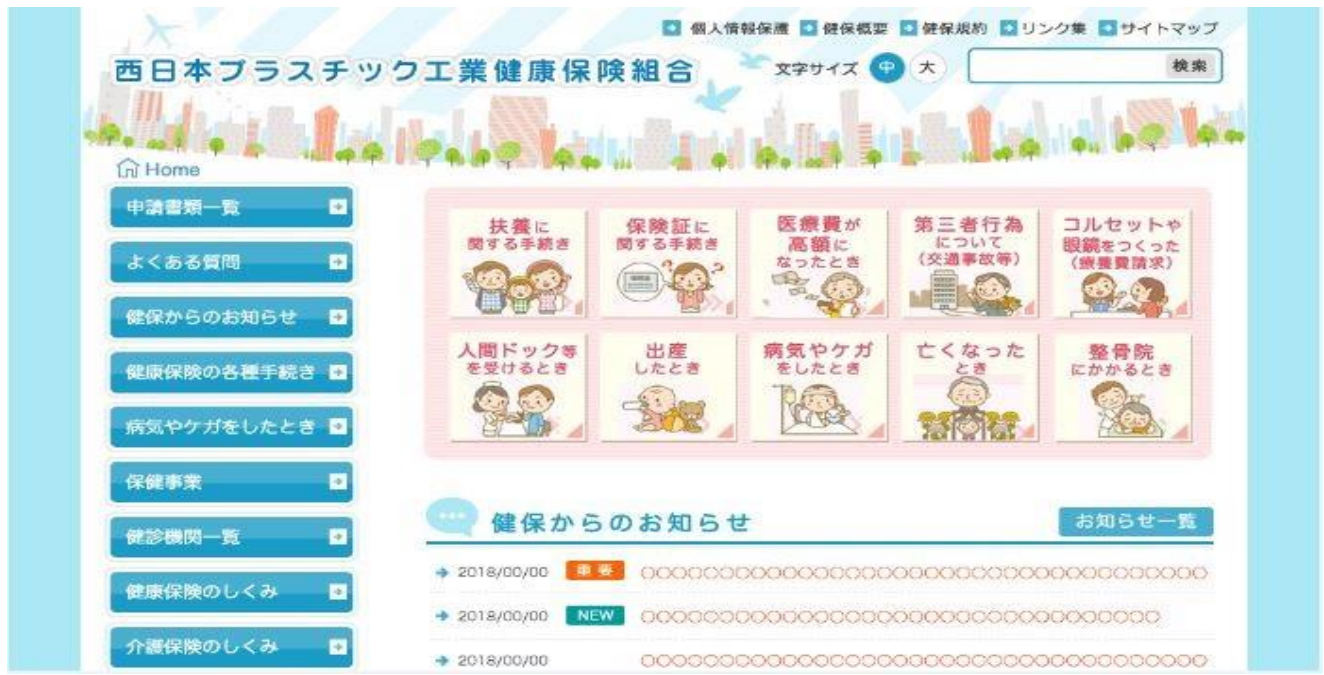 個人情報保護 健保概要 健保規約 リンク集 サイトマップ
西日本プラスチック工業健康保険組合
文字サイズ 中 大 検索
Home
申請書類一覧
よくある質問
健保からのお知らせ
健康保険の各種手続き
病気やケガをしたとき
保健事業
健診機関一覧
健康保険のしくみ
介護保険のしくみ
扶養に
関する手続き
保険証に
関する手続き
医療費が
高額に
なったとき
第三者行為
について
(交通事故等)
コルセットや
眼鏡をつくった
(療養費請求)
人間ドック等
を受けるとき
出産
したとき
病気やケガ
をしたとき
亡くなった
とき
整骨院
にかかるとき
健保からのお知らせ
お知らせ一覧
2018/00/00 重要 〇〇〇〇〇〇〇〇〇〇〇〇〇〇〇〇〇〇〇〇〇〇〇〇〇〇〇〇〇〇〇〇〇〇〇〇〇〇〇〇
2018/00/00 NEW 〇〇〇〇〇〇〇〇〇〇〇〇〇〇〇〇〇〇〇〇〇〇〇〇〇〇〇〇〇〇〇〇〇〇〇〇〇
2018/00/00 〇〇〇〇〇〇〇〇〇〇〇〇〇〇〇〇〇〇〇〇〇〇〇〇〇〇〇〇〇〇〇〇〇〇〇〇〇〇〇〇